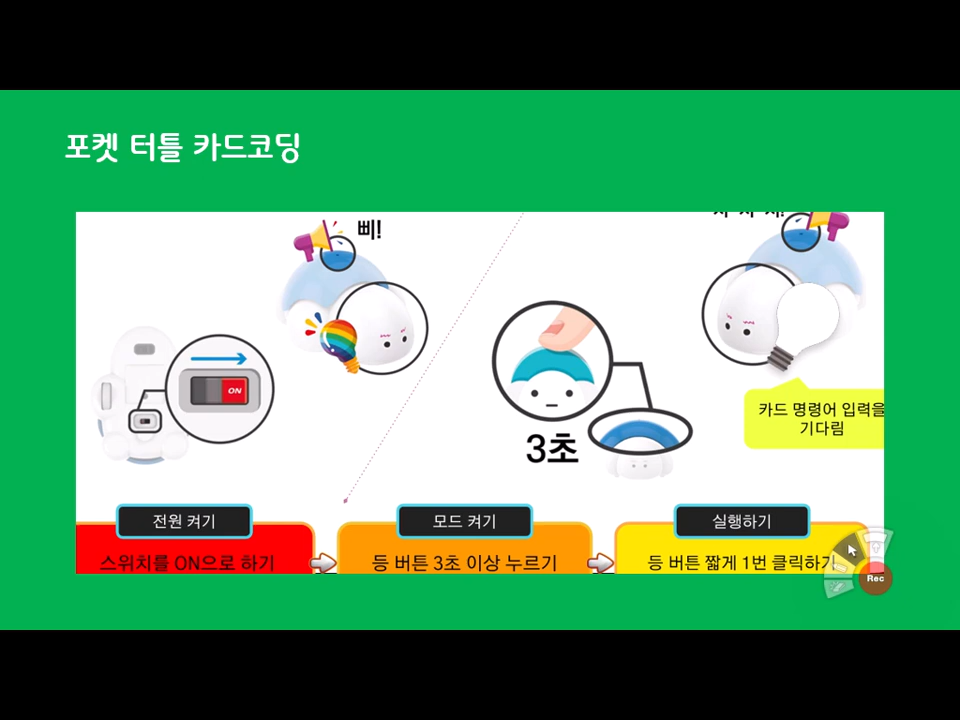 포켓 터틀 카드코딩
삐!
ON
3초
카드 명령어 입력을
기다림
전원 켜기
모드 켜기
실행하기
스위치를 ON으로 하기
등 버튼 3초 이상 누르기
등 버튼 짧게 1번 클릭하기
Rec